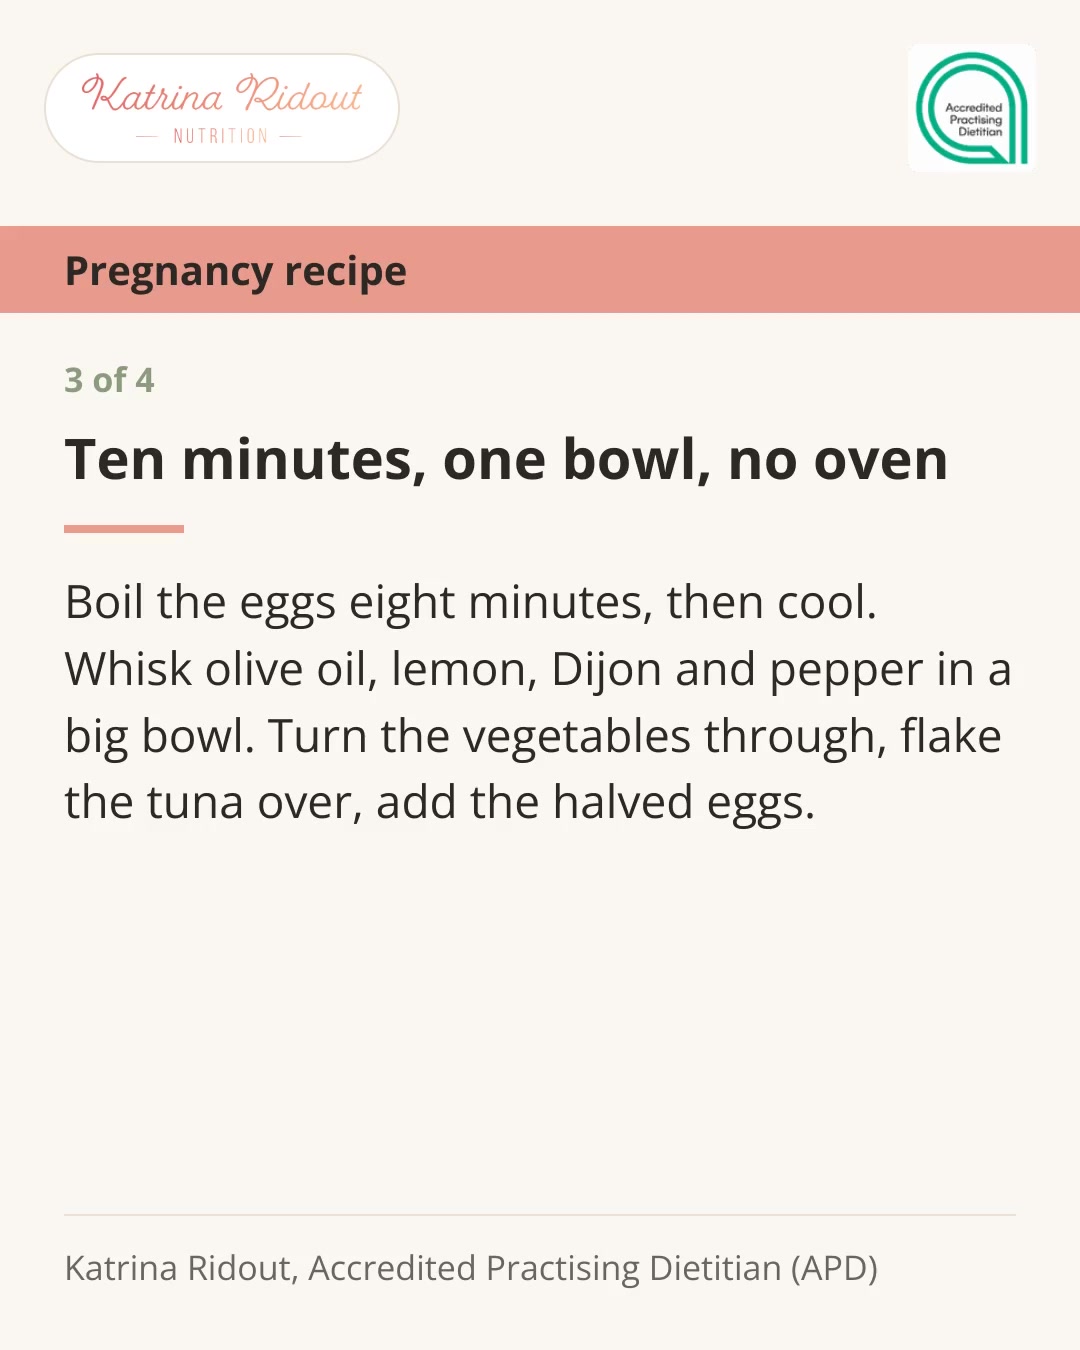 Katrina Ridout
NUTRITION
Accredited
Practising
Dietitian
Pregnancy recipe
3 of 4
Ten minutes, one bowl, no oven
Boil the eggs eight minutes, then cool.
Whisk olive oil, lemon, Dijon and pepper in a
big bowl. Turn the vegetables through, flake
the tuna over, add the halved eggs.
Katrina Ridout, Accredited Practising Dietitian (APD)